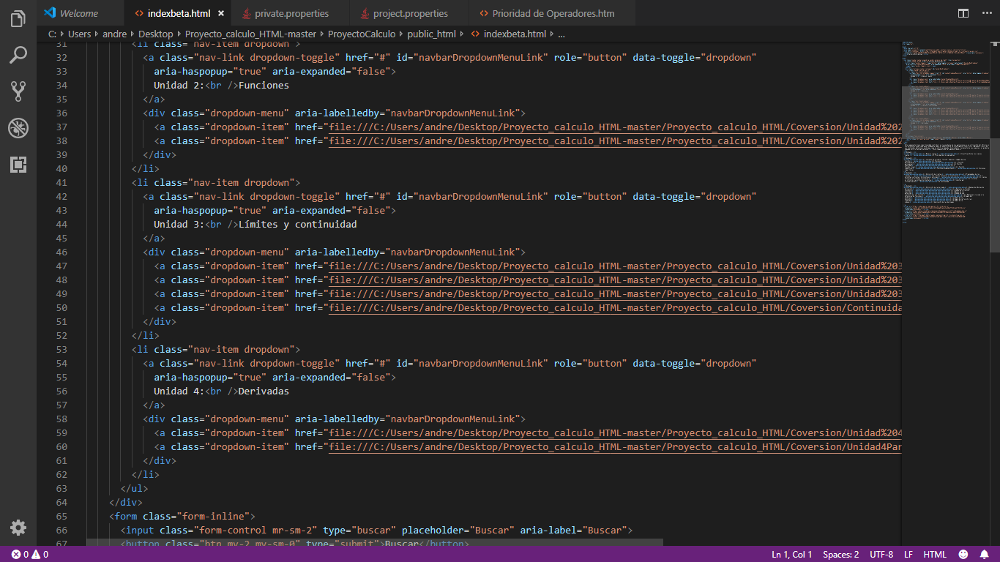 Welcome
indexbeta.html
private.properties
project.properties
Prioridad de Operadores.htm
C: Users andre Desktop Proyecto_calculo_HTML-master ProyectoCalculo public_html indexbeta.html ...
31 <li class="nav-item dropdown">
32 <a class="nav-link dropdown-toggle" href="#" id="navbarDropdownMenuLink" role="button" data-toggle="dropdown"
33 aria-haspopup="true" aria-expanded="false">
34 Unidad 2:<br />Funciones
35 </a>
36 <div class="dropdown-menu" aria-labelledby="navbarDropdownMenuLink">
37 <a class="dropdown-item" href="file:///C:/Users/andre/Desktop/Proyecto_calculo_HTML-master/Proyecto_calculo_HTML/Coversion/Unidad%202
38 <a class="dropdown-item" href="file:///C:/Users/andre/Desktop/Proyecto_calculo_HTML-master/Proyecto_calculo_HTML/Coversion/Unidad%202
39 </div>
40 </li>
41 <li class="nav-item dropdown">
42 <a class="nav-link dropdown-toggle" href="#" id="navbarDropdownMenuLink" role="button" data-toggle="dropdown"
43 aria-haspopup="true" aria-expanded="false">
44 Unidad 3:<br />Límites y continuidad
45 </a>
46 <div class="dropdown-menu" aria-labelledby="navbarDropdownMenuLink">
47 <a class="dropdown-item" href="file:///C:/Users/andre/Desktop/Proyecto_calculo_HTML-master/Proyecto_calculo_HTML/Coversion/Unidad%203
48 <a class="dropdown-item" href="file:///C:/Users/andre/Desktop/Proyecto_calculo_HTML-master/Proyecto_calculo_HTML/Coversion/Unidad%203
49 <a class="dropdown-item" href="file:///C:/Users/andre/Desktop/Proyecto_calculo_HTML-master/Proyecto_calculo_HTML/Coversion/Unidad%203
50 <a class="dropdown-item" href="file:///C:/Users/andre/Desktop/Proyecto_calculo_HTML-master/Proyecto_calculo_HTML/Coversion/Continuida
51 </div>
52 </li>
53 <li class="nav-item dropdown">
54 <a class="nav-link dropdown-toggle" href="#" id="navbarDropdownMenuLink" role="button" data-toggle="dropdown"
55 aria-haspopup="true" aria-expanded="false">
56 Unidad 4:<br />Derivadas
57 </a>
58 <div class="dropdown-menu" aria-labelledby="navbarDropdownMenuLink">
59 <a class="dropdown-item" href="file:///C:/Users/andre/Desktop/Proyecto_calculo_HTML-master/Proyecto_calculo_HTML/Coversion/Unidad%204
60 <a class="dropdown-item" href="file:///C:/Users/andre/Desktop/Proyecto_calculo_HTML-master/Proyecto_calculo_HTML/Coversion/Unidad4Par
61 </div>
62 </li>
63 </ul>
64 </div>
65 <form class="form-inline">
66 <input class="form-control mr-sm-2" type="buscar" placeholder="Buscar" aria-label="Buscar">
67 <button class="btn my-2 my-sm-0" type="submit">Buscar</button>
0 0 Ln 1, Col 1 Spaces: 2 UTF-8 LF HTML